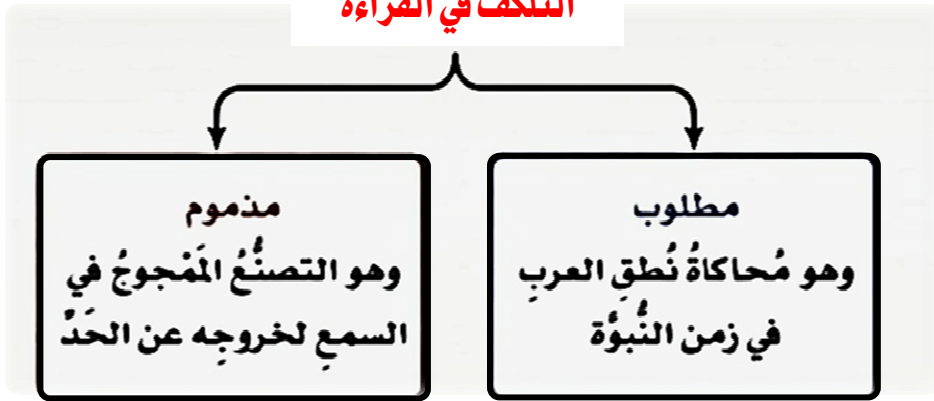 التكلف في القراءة
مطلوب
وهو مُحاكاةُ نُطقِ العربِ
في زمن النُّبوَّة
مذموم
وهو التصنُّعُ المَمْجوجُ في
السمعِ لخروجِه عن الحَدِّ